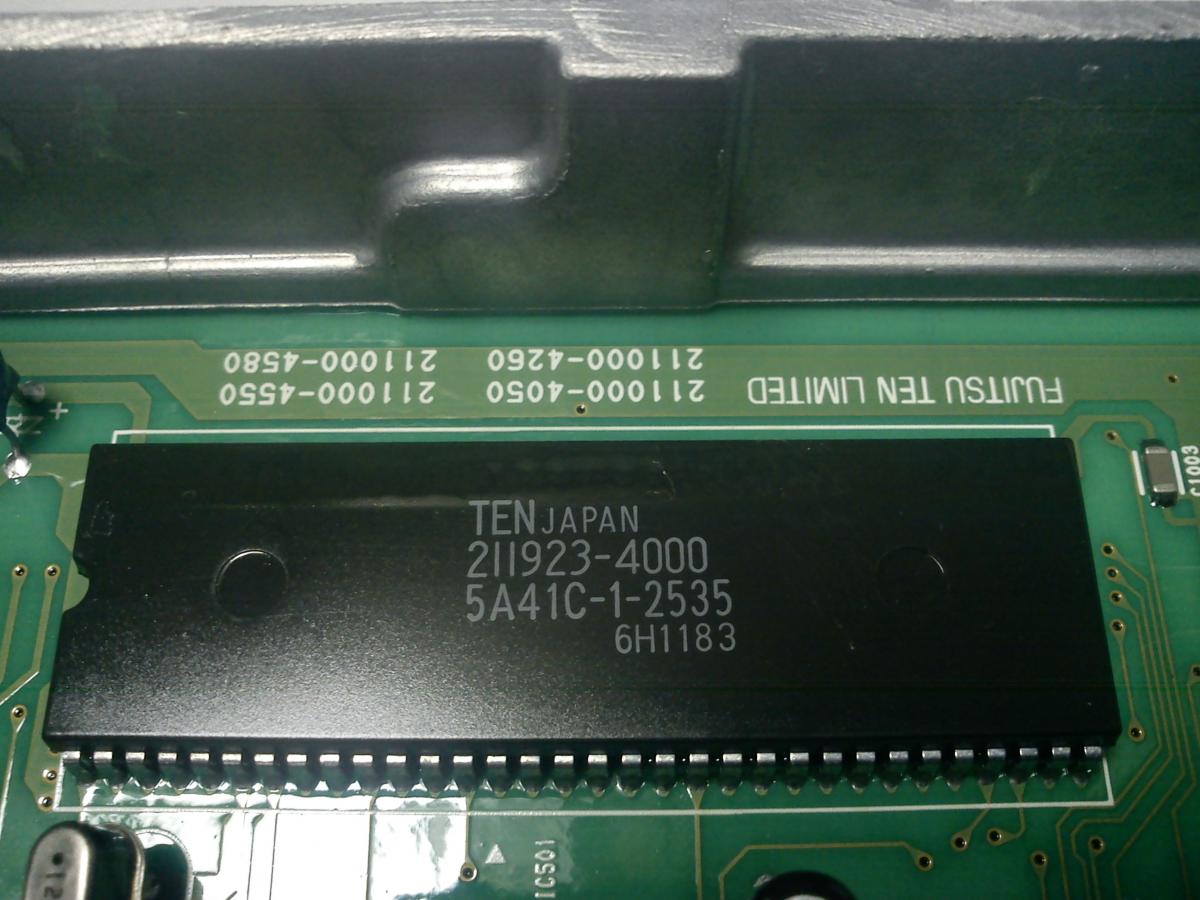 FUJITSU TEN LIMITED 211000-4050 211000-4550
211000-4260 211000-4580
+
TEN JAPAN
211923-4000
5A41C-1-2535
6H1183
IC501